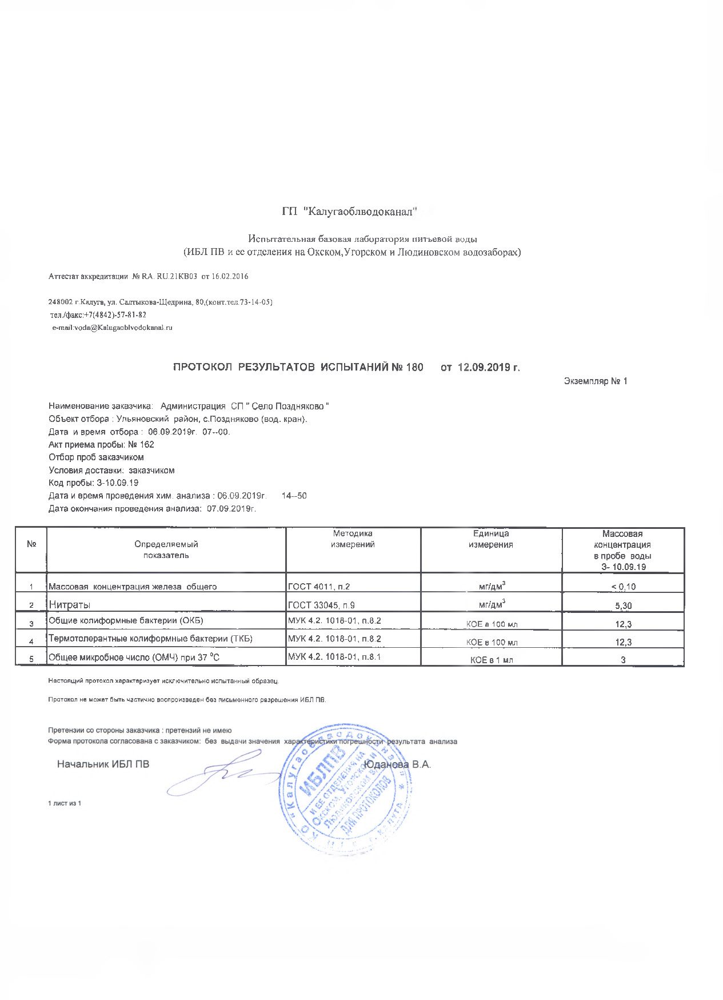 ГП "Калугаоблводоканал"
Испытательная базовая лаборатория питьевой воды
(ИБЛ ПВ и ее отделения на Окском,Угорском и Людиновском водозаборах)
Аттестат аккредитации № RA. RU.21КВ03 от 16.02.2016
248002 г.Калуга, ул. Салтыкова-Щедрина, 80,(конт.тел.73-14-05)
тел./факс:+7(4842)-57-81-82
e-mail:voda@Kalugaoblvodokanal.ru
ПРОТОКОЛ РЕЗУЛЬТАТОВ ИСПЫТАНИЙ № 180 от 12.09.2019 г.
Экземпляр № 1
Наименование заказчика: Администрация СП " Село Поздняково "
Объект отбора : Ульяновский район, с.Поздняково (вод. кран).
Дата и время отбора : 06.09.2019г. 07--00.
Акт приема пробы: № 162
Отбор проб заказчиком
Условия доставки: заказчиком
Код пробы: З-10.09.19
Дата и время проведения хим. анализа : 06.09.2019г. 14--50
Дата окончания проведения анализа: 07.09.2019г.
№ Определяемый показатель Методика измерений Единица измерения Массовая концентрация в пробе воды З- 10.09.19
1 Массовая концентрация железа общего ГОСТ 4011, п.2 мг/дм³ < 0,10
2 Нитраты ГОСТ 33045, п.9 мг/дм³ 5,30
3 Общие колиформные бактерии (ОКБ) МУК 4.2. 1018-01, п.8.2 КОЕ в 100 мл 12,3
4 Термотолерантные колиформные бактерии (ТКБ) МУК 4.2. 1018-01, п.8.2 КОЕ в 100 мл 12,3
5 Общее микробное число (ОМЧ) при 37 ⁰С МУК 4.2. 1018-01, п.8.1 КОЕ в 1 мл 3
Настоящий протокол характеризует исключительно испытанный образец.
Протокол не может быть частично воспроизведен без письменного разрешения ИБЛ ПВ.
Претензии со стороны заказчика : претензий не имею
Форма протокола согласована с заказчиком: без выдачи значения характеристики погрешности результата анализа
Начальник ИБЛ ПВ Юданова В.А.
1 лист из 1
КО "Калугаоблводоканал" * г. КАЛУГА
ИБЛПВ
И ЕЕ ОТДЕЛЕНИЯ НА
ОКСКОМ, УГОРСКОМ И
ДЛЯ ПРОТОКОЛОВ